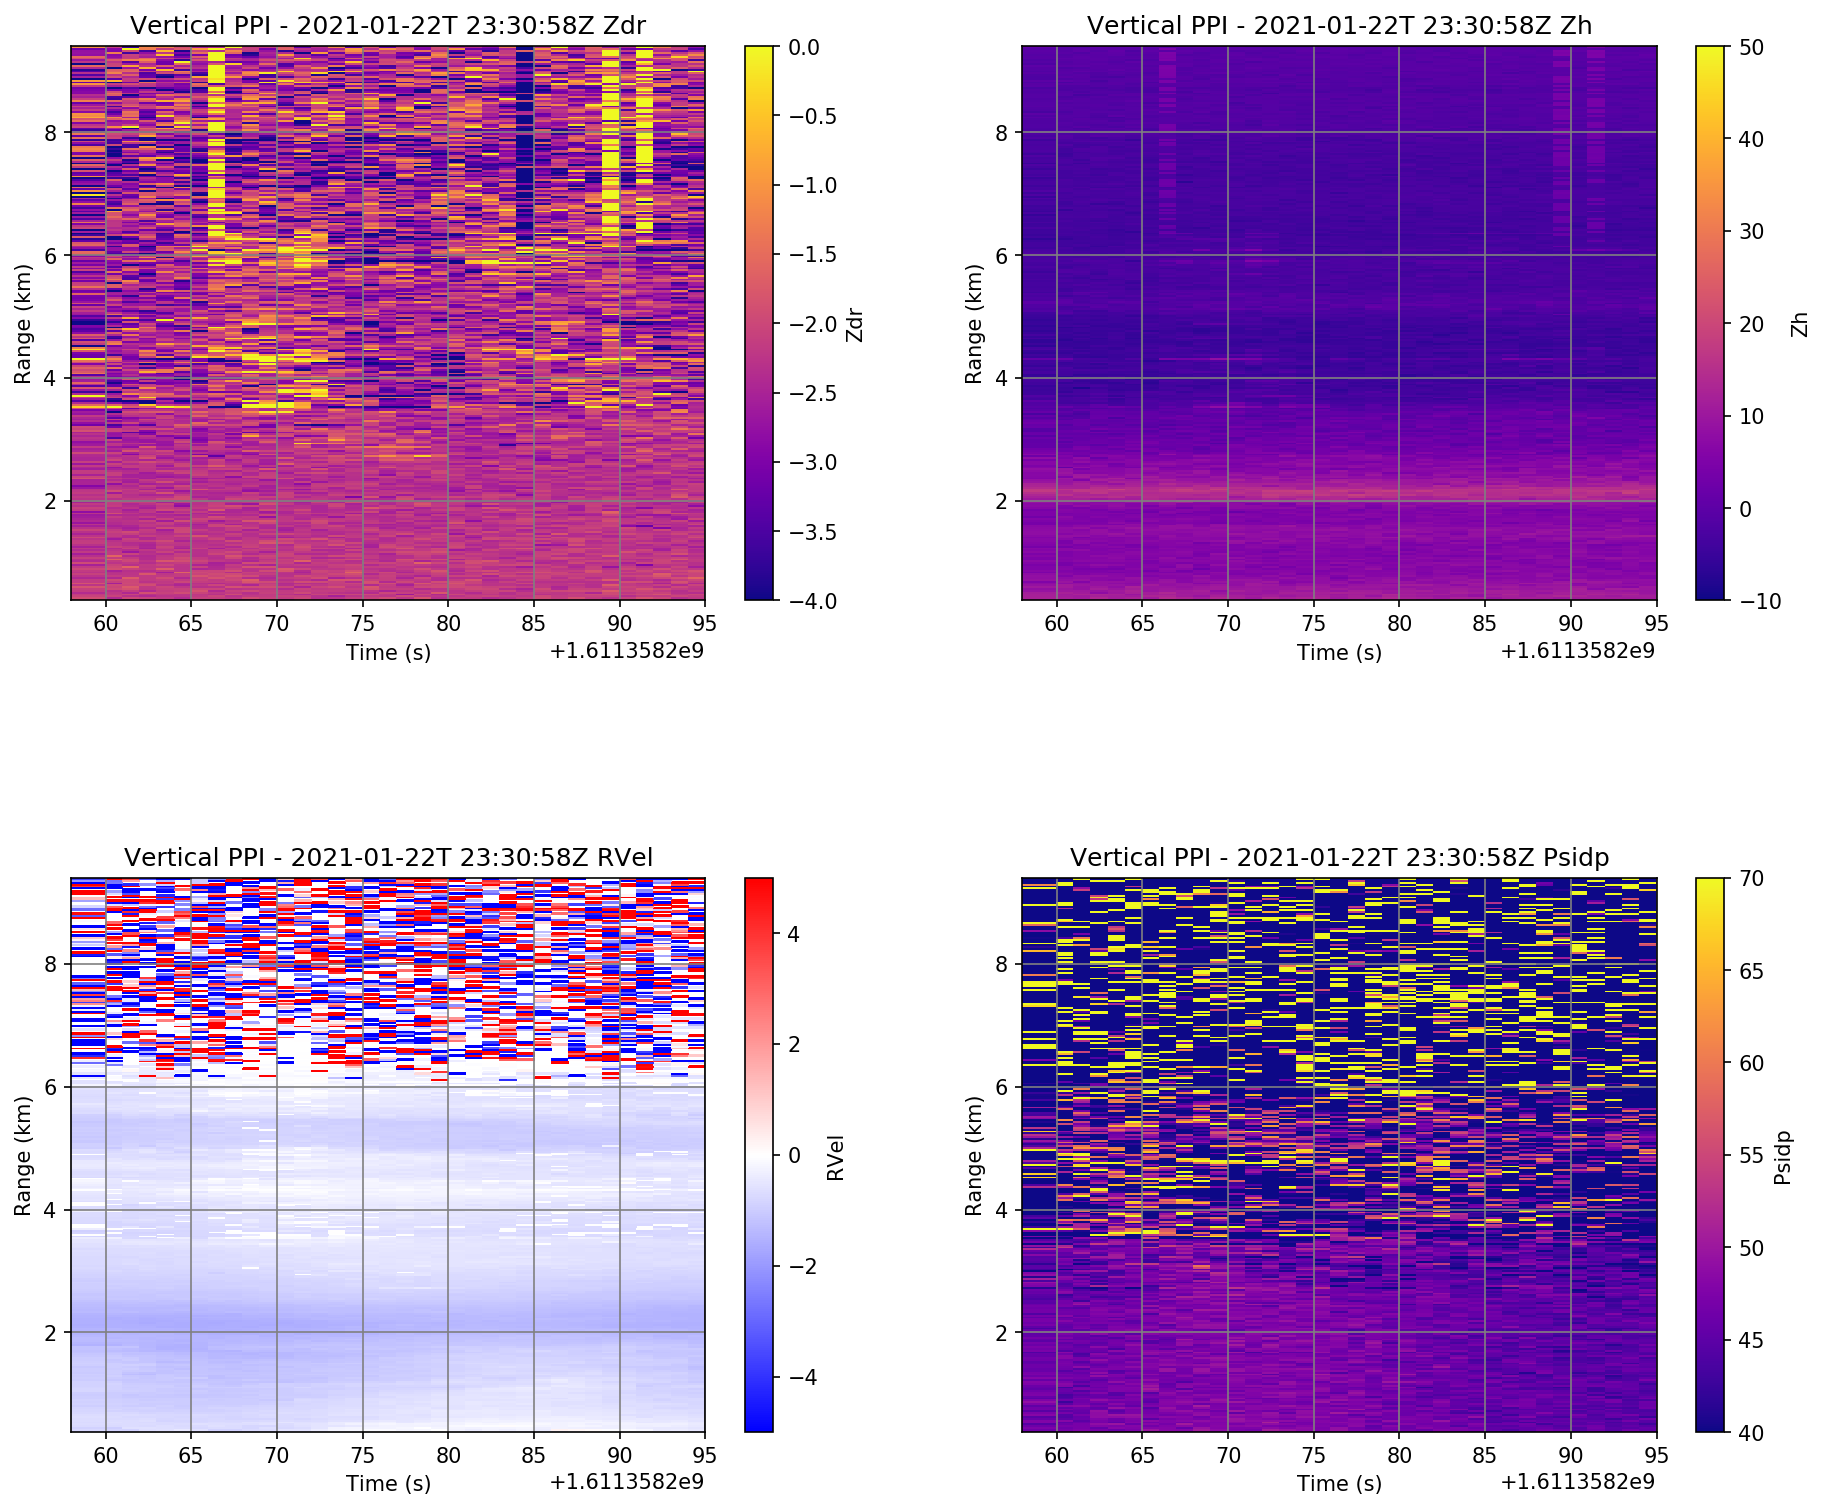 Vertical PPI - 2021-01-22T 23:30:58Z Zdr
0.0
−0.5
−1.0
−1.5
−2.0
−2.5
−3.0
−3.5
−4.0
Zdr
8
6
4
2
Range (km)
60 65 70 75 80 85 90 95
Time (s)
+1.6113582e9
Vertical PPI - 2021-01-22T 23:30:58Z Zh
50
40
30
20
10
0
−10
Zh
8
6
4
2
Range (km)
60 65 70 75 80 85 90 95
Time (s)
+1.6113582e9
Vertical PPI - 2021-01-22T 23:30:58Z RVel
4
2
0
−2
−4
RVel
8
6
4
2
Range (km)
60 65 70 75 80 85 90 95
Time (s)
+1.6113582e9
Vertical PPI - 2021-01-22T 23:30:58Z Psidp
70
65
60
55
50
45
40
Psidp
8
6
4
2
Range (km)
60 65 70 75 80 85 90 95
Time (s)
+1.6113582e9